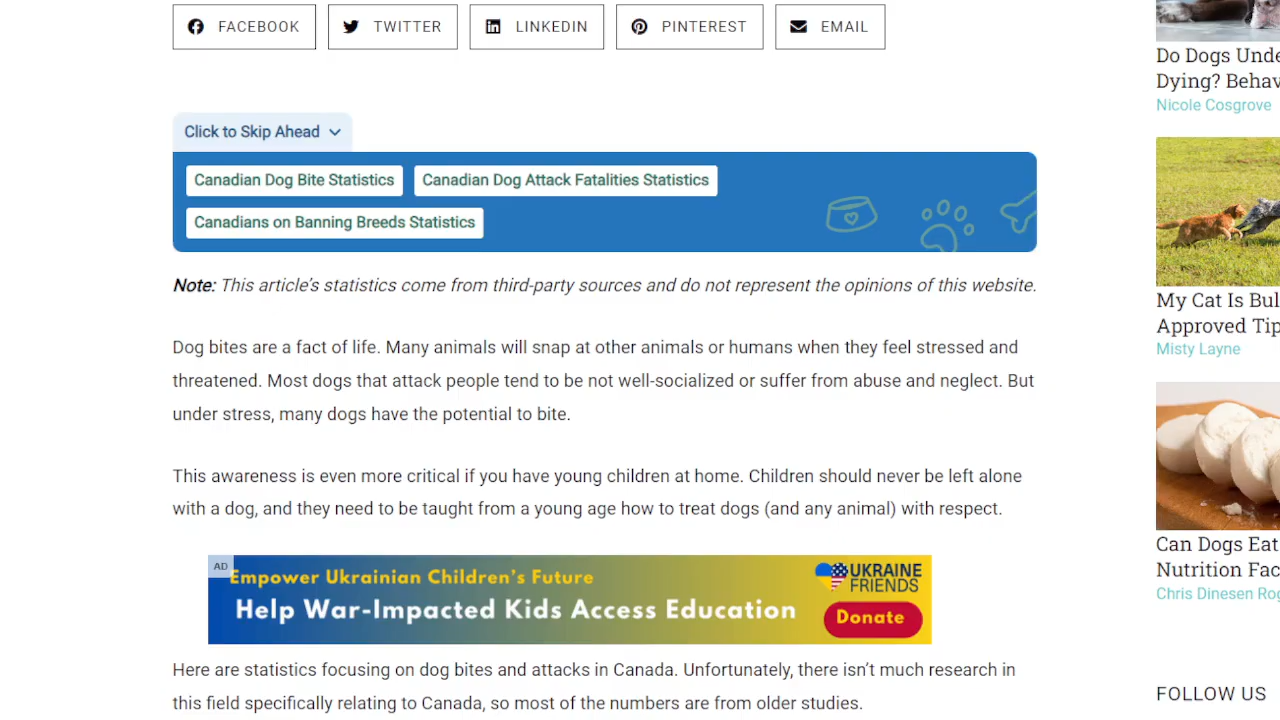 FACEBOOK
TWITTER
LINKEDIN
PINTEREST
EMAIL
Click to Skip Ahead
Canadian Dog Bite Statistics
Canadian Dog Attack Fatalities Statistics
Canadians on Banning Breeds Statistics
Note: This article's statistics come from third-party sources and do not represent the opinions of this website.
Dog bites are a fact of life. Many animals will snap at other animals or humans when they feel stressed and
threatened. Most dogs that attack people tend to be not well-socialized or suffer from abuse and neglect. But
under stress, many dogs have the potential to bite.
This awareness is even more critical if you have young children at home. Children should never be left alone
with a dog, and they need to be taught from a young age how to treat dogs (and any animal) with respect.
AD
Empower Ukrainian Children's Future
Help War-Impacted Kids Access Education
UKRAINE
FRIENDS
Donate
Here are statistics focusing on dog bites and attacks in Canada. Unfortunately, there isn't much research in
this field specifically relating to Canada, so most of the numbers are from older studies.
Do Dogs Unde
Dying? Behav
Nicole Cosgrove
My Cat Is Bul
Approved Tip
Misty Layne
Can Dogs Eat
Nutrition Fac
Chris Dinesen Rog
FOLLOW US